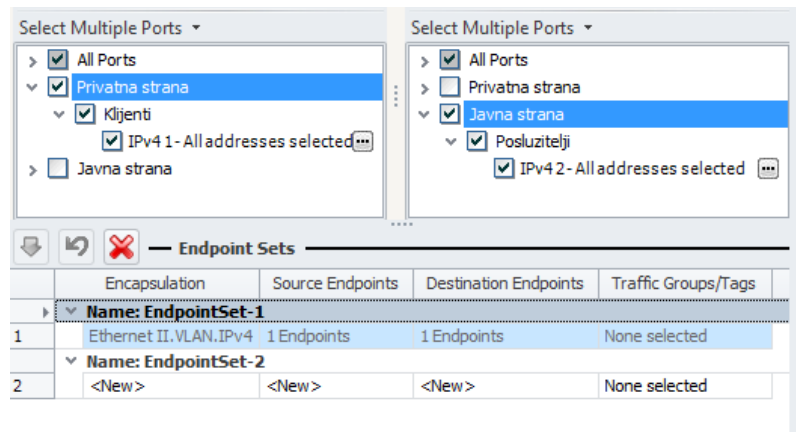 Select Multiple Ports
All Ports
Privatna strana
Klijenti
IPv4 1- All addresses selected
Javna strana
Select Multiple Ports
All Ports
Privatna strana
Javna strana
Posluzitelji
IPv4 2- All addresses selected
Endpoint Sets
Encapsulation Source Endpoints Destination Endpoints Traffic Groups/Tags
Name: EndpointSet-1
1 Ethernet II.VLAN.IPv4 1 Endpoints 1 Endpoints None selected
Name: EndpointSet-2
2 <New> <New> <New> None selected